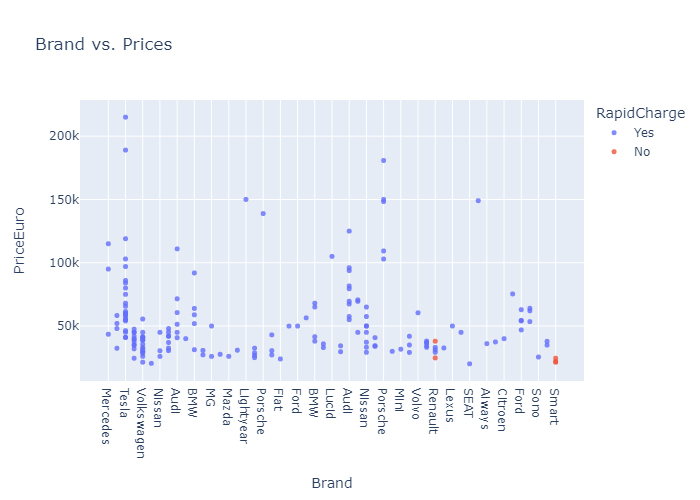 Brand vs. Prices
RapidCharge
Yes
No
200k
150k
100k
50k
PriceEuro
Mercedes
Tesla
Volkswagen
Nissan
Audi
BMW
MG
Mazda
Lightyear
Porsche
Fiat
Ford
BMW
Lucid
Audi
Nissan
Porsche
Mini
Volvo
Renault
Lexus
SEAT
Aiways
Citroen
Ford
Sono
Smart
Brand